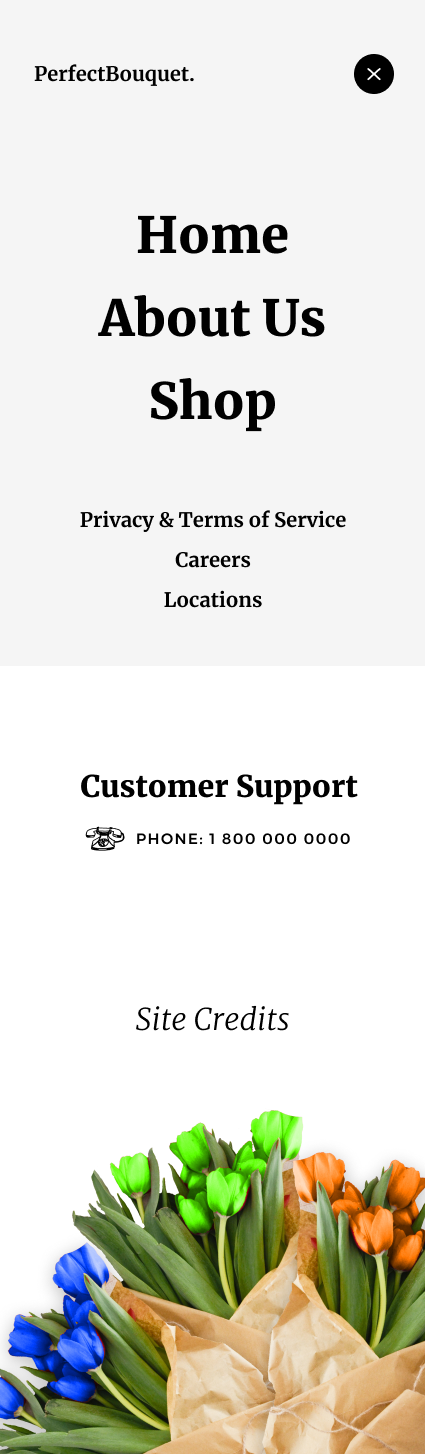 PerfectBouquet.
Home
About Us
Shop
Privacy & Terms of Service
Careers
Locations
Customer Support
PHONE: 1 800 000 0000
Site Credits